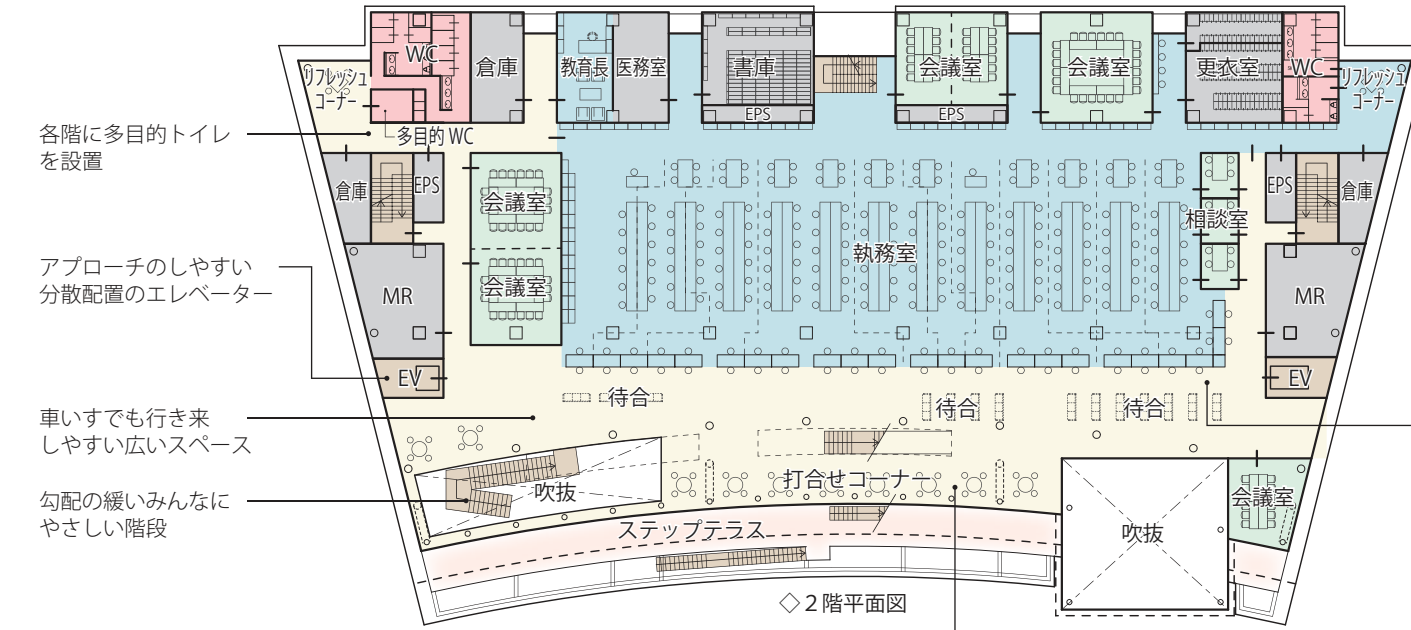 WC
倉庫
教育長
医務室
書庫
会議室
会議室
更衣室
WC
リフレッシュ
コーナー
リフレッシュ
コーナー
EPS
EPS
多目的 WC
各階に多目的トイレ
を設置
倉庫
EPS
会議室
EPS
倉庫
相談室
執務室
アプローチのしやすい
分散配置のエレベーター
会議室
MR
MR
EV
EV
車いすでも行き来
しやすい広いスペース
待合
待合
待合
勾配の緩いみんなに
やさしい階段
吹抜
打合せコーナー
会議室
ステップテラス
吹抜
◇２階平面図